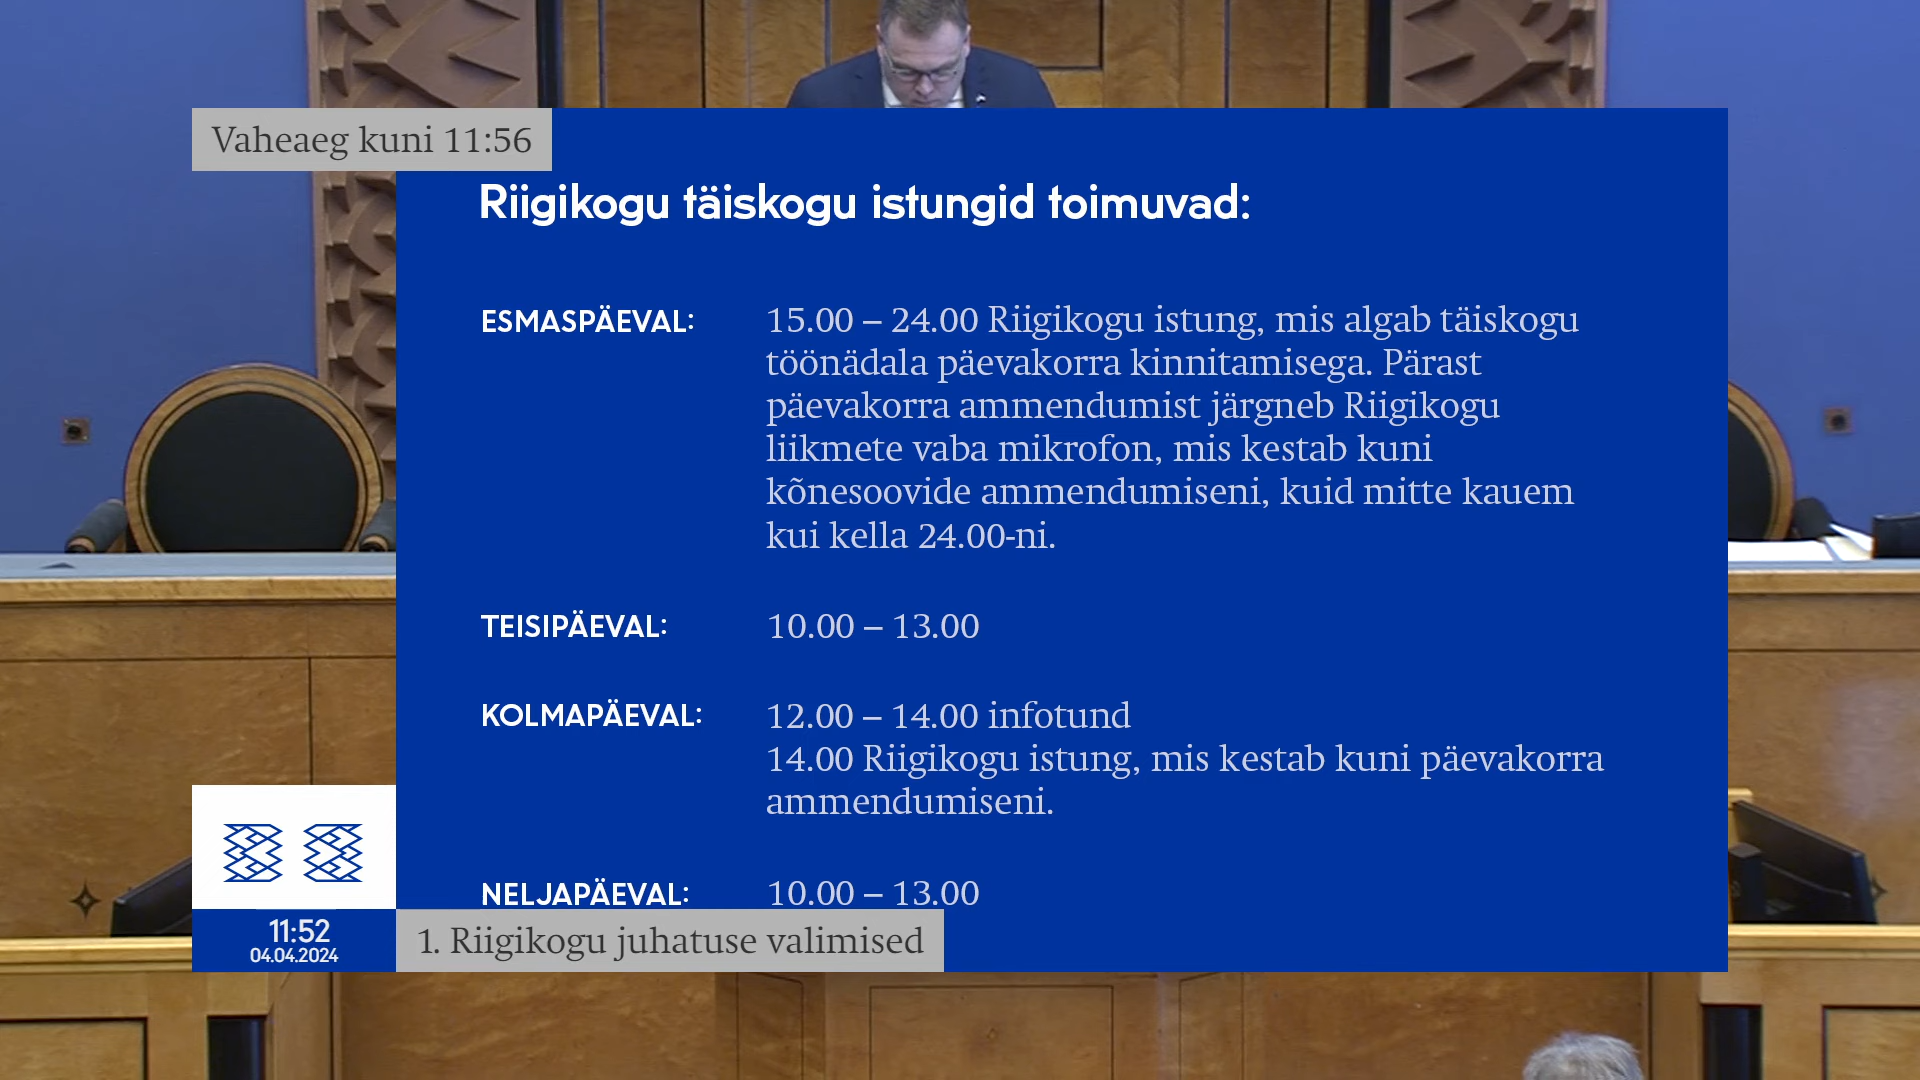 Vaheaeg kuni 11:56
Riigikogu täiskogu istungid toimuvad:
ESMASPÄEVAL: 15.00 – 24.00 Riigikogu istung, mis algab täiskogu
töönädala päevakorra kinnitamisega. Pärast
päevakorra ammendumist järgneb Riigikogu
liikmete vaba mikrofon, mis kestab kuni
kõnesoovide ammendumiseni, kuid mitte kauem
kui kella 24.00-ni.
TEISIPÄEVAL: 10.00 – 13.00
KOLMAPÄEVAL: 12.00 – 14.00 infotund
14.00 Riigikogu istung, mis kestab kuni päevakorra
ammendumiseni.
NELJAPÄEVAL: 10.00 – 13.00
11:52
04.04.2024
1. Riigikogu juhatuse valimised